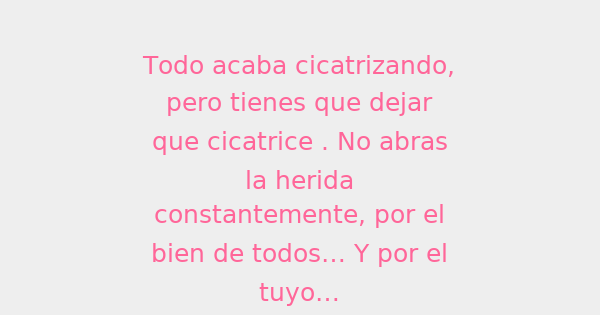 Todo acaba cicatrizando,
pero tienes que dejar
que cicatrice . No abras
la herida
constantemente, por el
bien de todos... Y por el
tuyo...